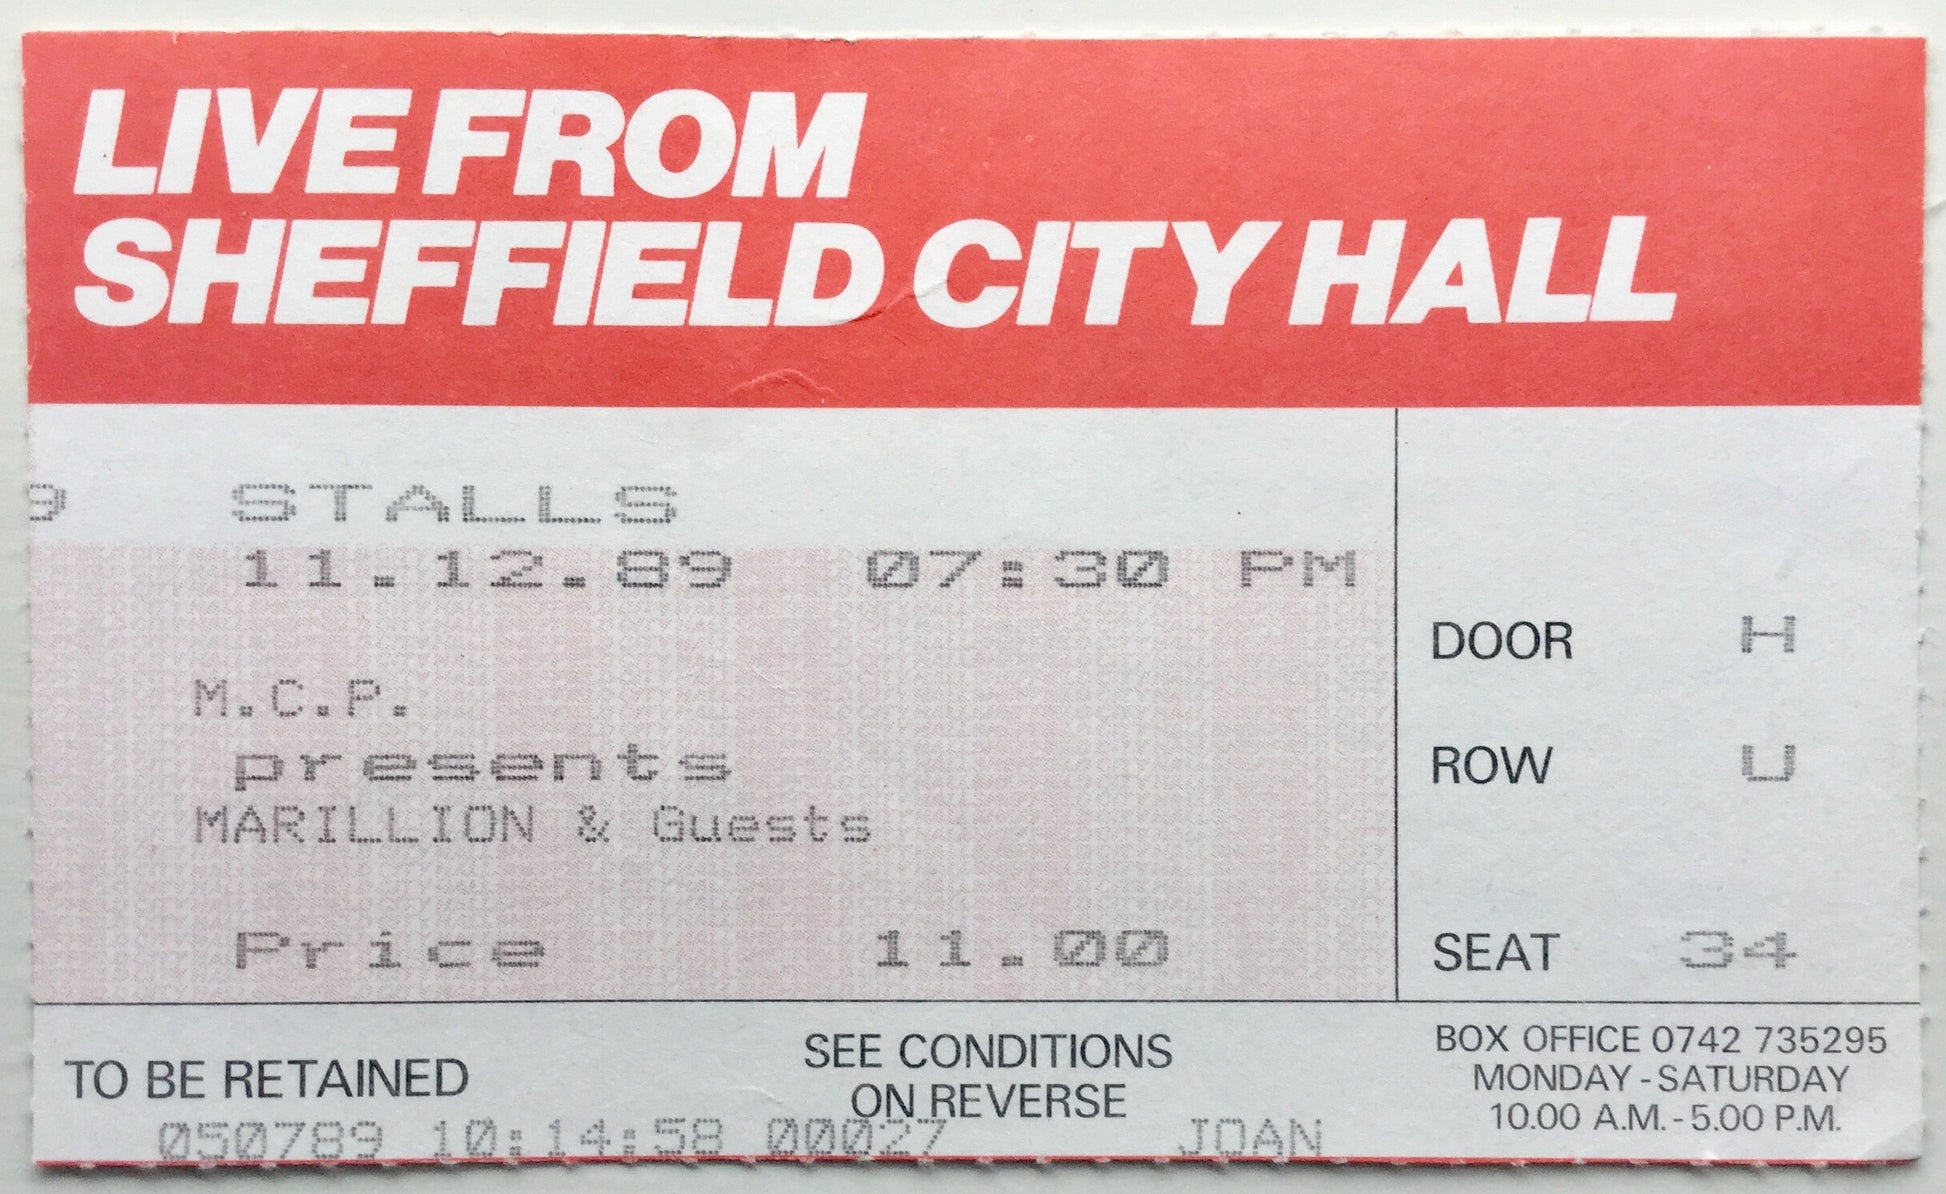 LIVE FROM
SHEFFIELD CITY HALL
9 STALLS
11.12.89 07:30 PM
DOOR H
M.C.P.
presents
ROW U
MARILLION & Guests
Price 11.00
SEAT 34
TO BE RETAINED
SEE CONDITIONS
ON REVERSE
BOX OFFICE 0742 735295
MONDAY - SATURDAY
10.00 A.M. - 5.00 P.M.
050789 10:14:58 00027 JOAN